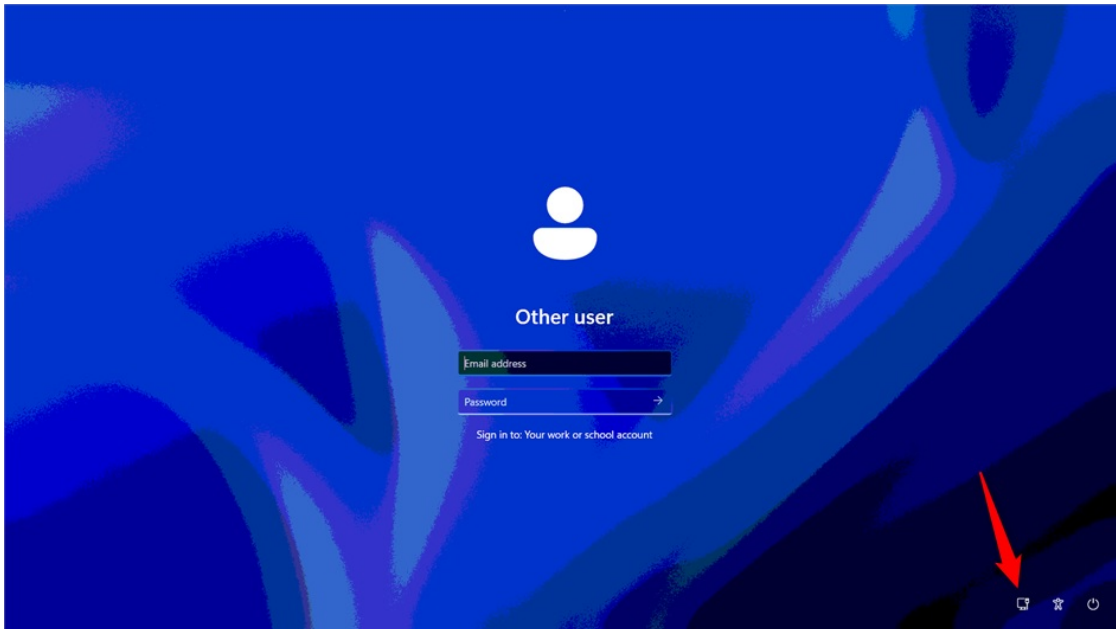 Other user
Email address
Password
Sign in to: Your work or school account